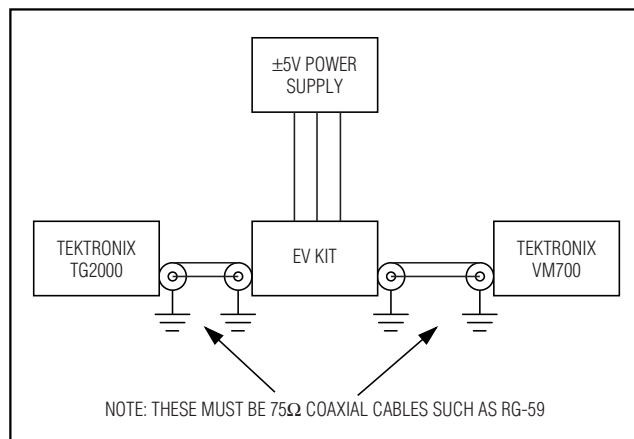 ±5V POWER
SUPPLY
TEKTRONIX
TG2000
EV KIT
TEKTRONIX
VM700
NOTE: THESE MUST BE 75Ω COAXIAL CABLES SUCH AS RG-59